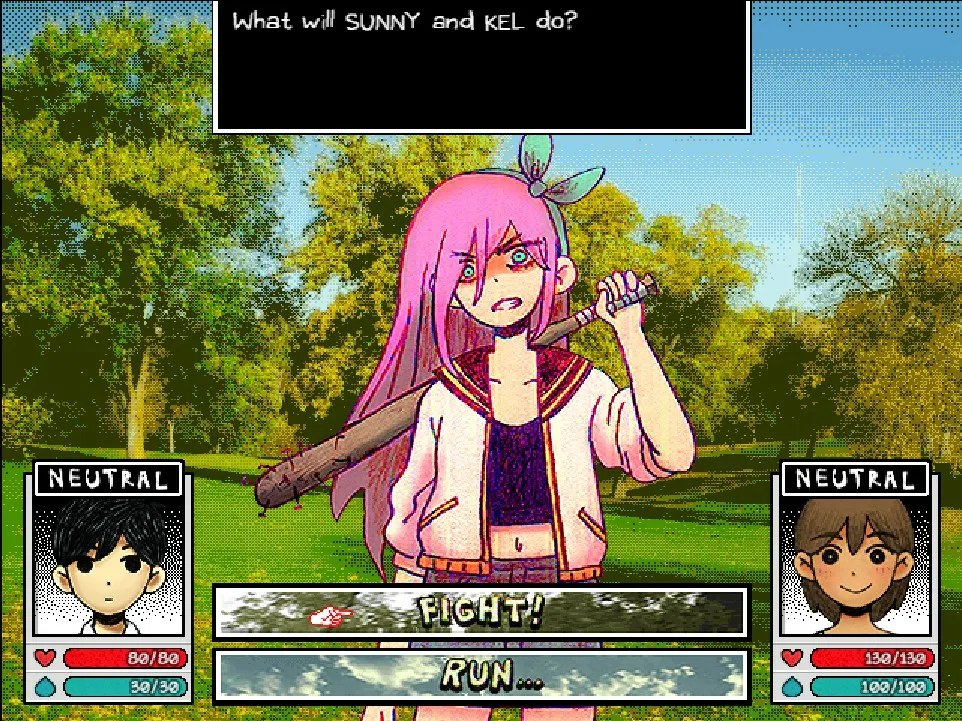 What will SUNNY and KEL do?
NEUTRAL
NEUTRAL
FIGHT!
RUN...
80/80
30/30
130/130
100/100